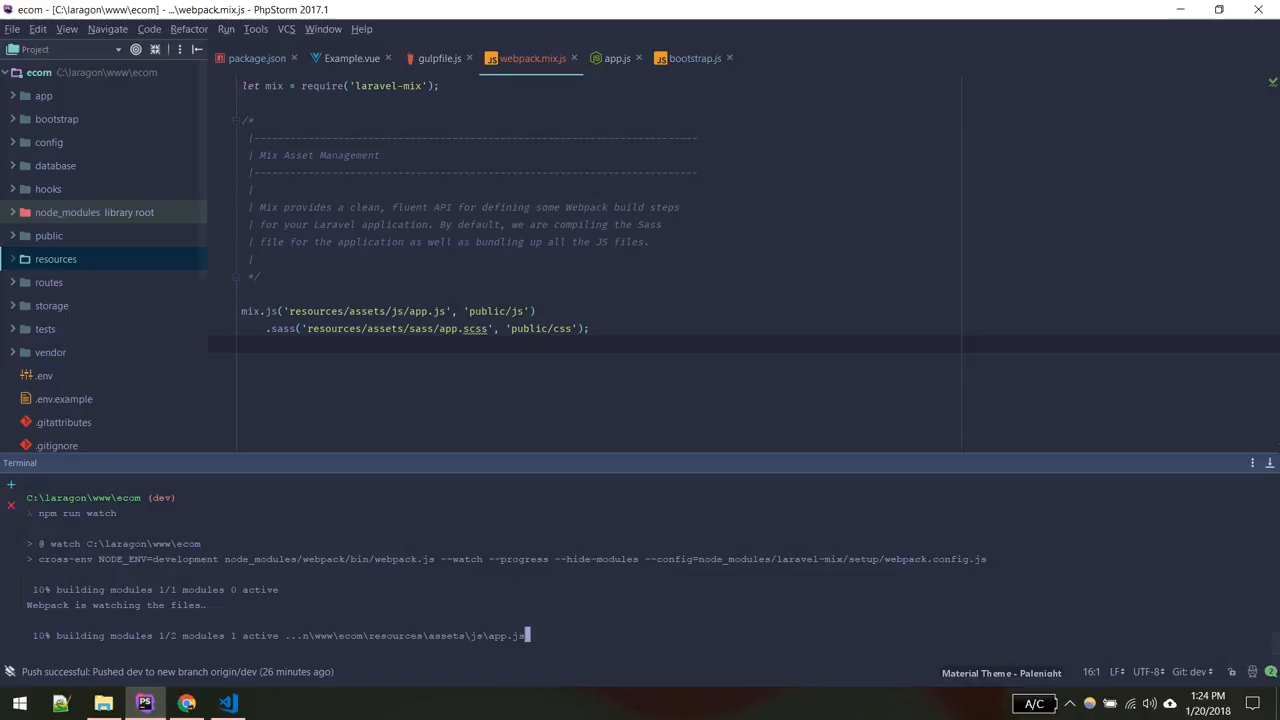 ecom - [C:\laragon\www\ecom] - ...\webpack.mix.js - PhpStorm 2017.1
File Edit View Navigate Code Refactor Run Tools VCS Window Help
Project
package.json Example.vue gulpfile.js webpack.mix.js app.js bootstrap.js
ecom C:\laragon\www\ecom
app
bootstrap
config
database
hooks
node_modules library root
public
resources
routes
storage
tests
vendor
.env
.env.example
.gitattributes
.gitignore
let mix = require('laravel-mix');
/*
|--------------------------------------------------------------------------
| Mix Asset Management
|--------------------------------------------------------------------------
|
| Mix provides a clean, fluent API for defining some Webpack build steps
| for your Laravel application. By default, we are compiling the Sass
| file for the application as well as bundling up all the JS files.
|
*/
mix.js('resources/assets/js/app.js', 'public/js')
.sass('resources/assets/sass/app.scss', 'public/css');
Terminal
C:\laragon\www\ecom (dev)
λ npm run watch
> @ watch C:\laragon\www\ecom
> cross-env NODE_ENV=development node_modules/webpack/bin/webpack.js --watch --progress --hide-modules --config=node_modules/laravel-mix/setup/webpack.config.js
10% building modules 1/1 modules 0 active
Webpack is watching the files…
10% building modules 1/2 modules 1 active ...n\www\ecom\resources\assets\js\app.js
Push successful: Pushed dev to new branch origin/dev (26 minutes ago)
Material Theme - Palenight 16:1 LF÷ UTF-8÷ Git: dev÷ 2
A/C
1:24 PM
1/20/2018